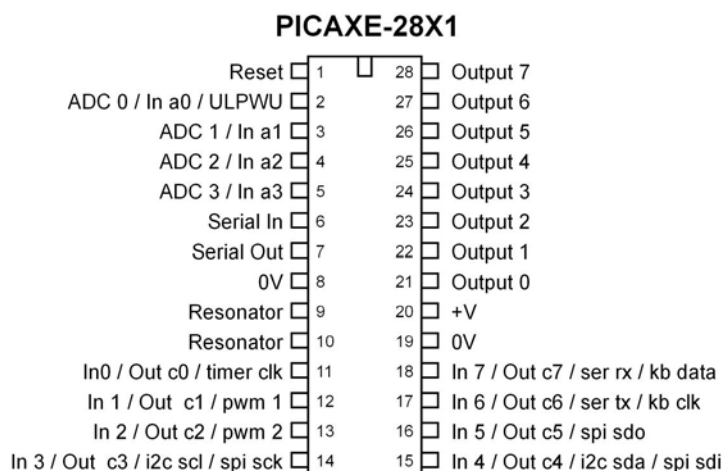 PICAXE-28X1
Reset 1 28 Output 7
ADC 0 / In a0 / ULPWU 2 27 Output 6
ADC 1 / In a1 3 26 Output 5
ADC 2 / In a2 4 25 Output 4
ADC 3 / In a3 5 24 Output 3
Serial In 6 23 Output 2
Serial Out 7 22 Output 1
0V 8 21 Output 0
Resonator 9 20 +V
Resonator 10 19 0V
In0 / Out c0 / timer clk 11 18 In 7 / Out c7 / ser rx / kb data
In 1 / Out c1 / pwm 1 12 17 In 6 / Out c6 / ser tx / kb clk
In 2 / Out c2 / pwm 2 13 16 In 5 / Out c5 / spi sdo
In 3 / Out c3 / i2c scl / spi sck 14 15 In 4 / Out c4 / i2c sda / spi sdi